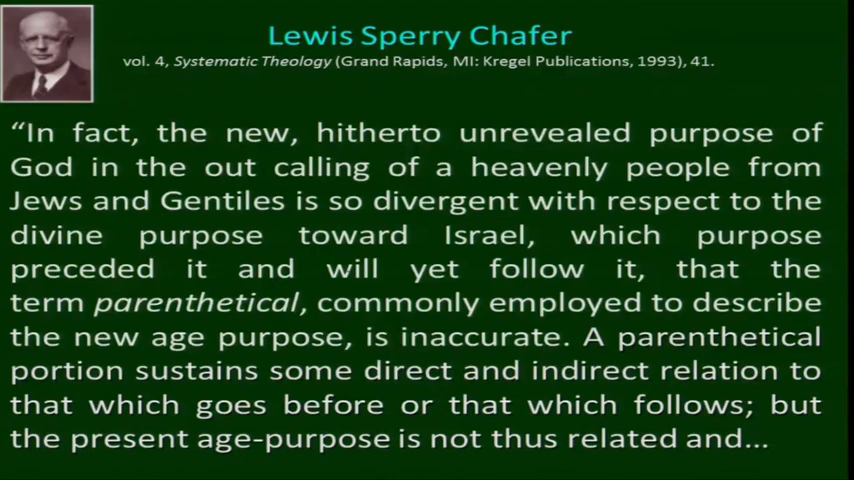 Lewis Sperry Chafer
vol. 4, Systematic Theology (Grand Rapids, MI: Kregel Publications, 1993), 41.
“In fact, the new, hitherto unrevealed purpose of
God in the out calling of a heavenly people from
Jews and Gentiles is so divergent with respect to the
divine purpose toward Israel, which purpose
preceded it and will yet follow it, that the
term parenthetical, commonly employed to describe
the new age purpose, is inaccurate. A parenthetical
portion sustains some direct and indirect relation to
that which goes before or that which follows; but
the present age-purpose is not thus related and...